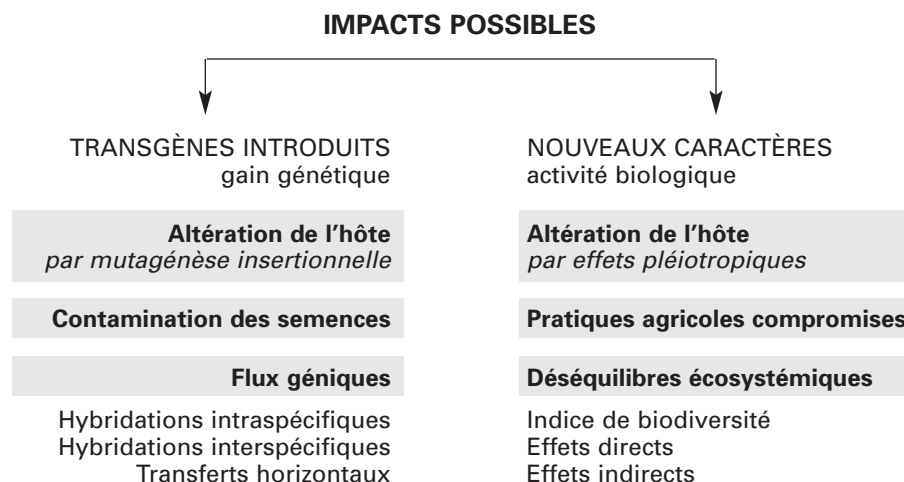 IMPACTS POSSIBLES
TRANSGÈNES INTRODUITS
gain génétique
Altération de l'hôte
par mutagénèse insertionnelle
Contamination des semences
Flux géniques
Hybridations intraspécifiques
Hybridations interspécifiques
Transferts horizontaux
NOUVEAUX CARACTÈRES
activité biologique
Altération de l'hôte
par effets pléiotropiques
Pratiques agricoles compromises
Déséquilibres écosystémiques
Indice de biodiversité
Effets directs
Effets indirects